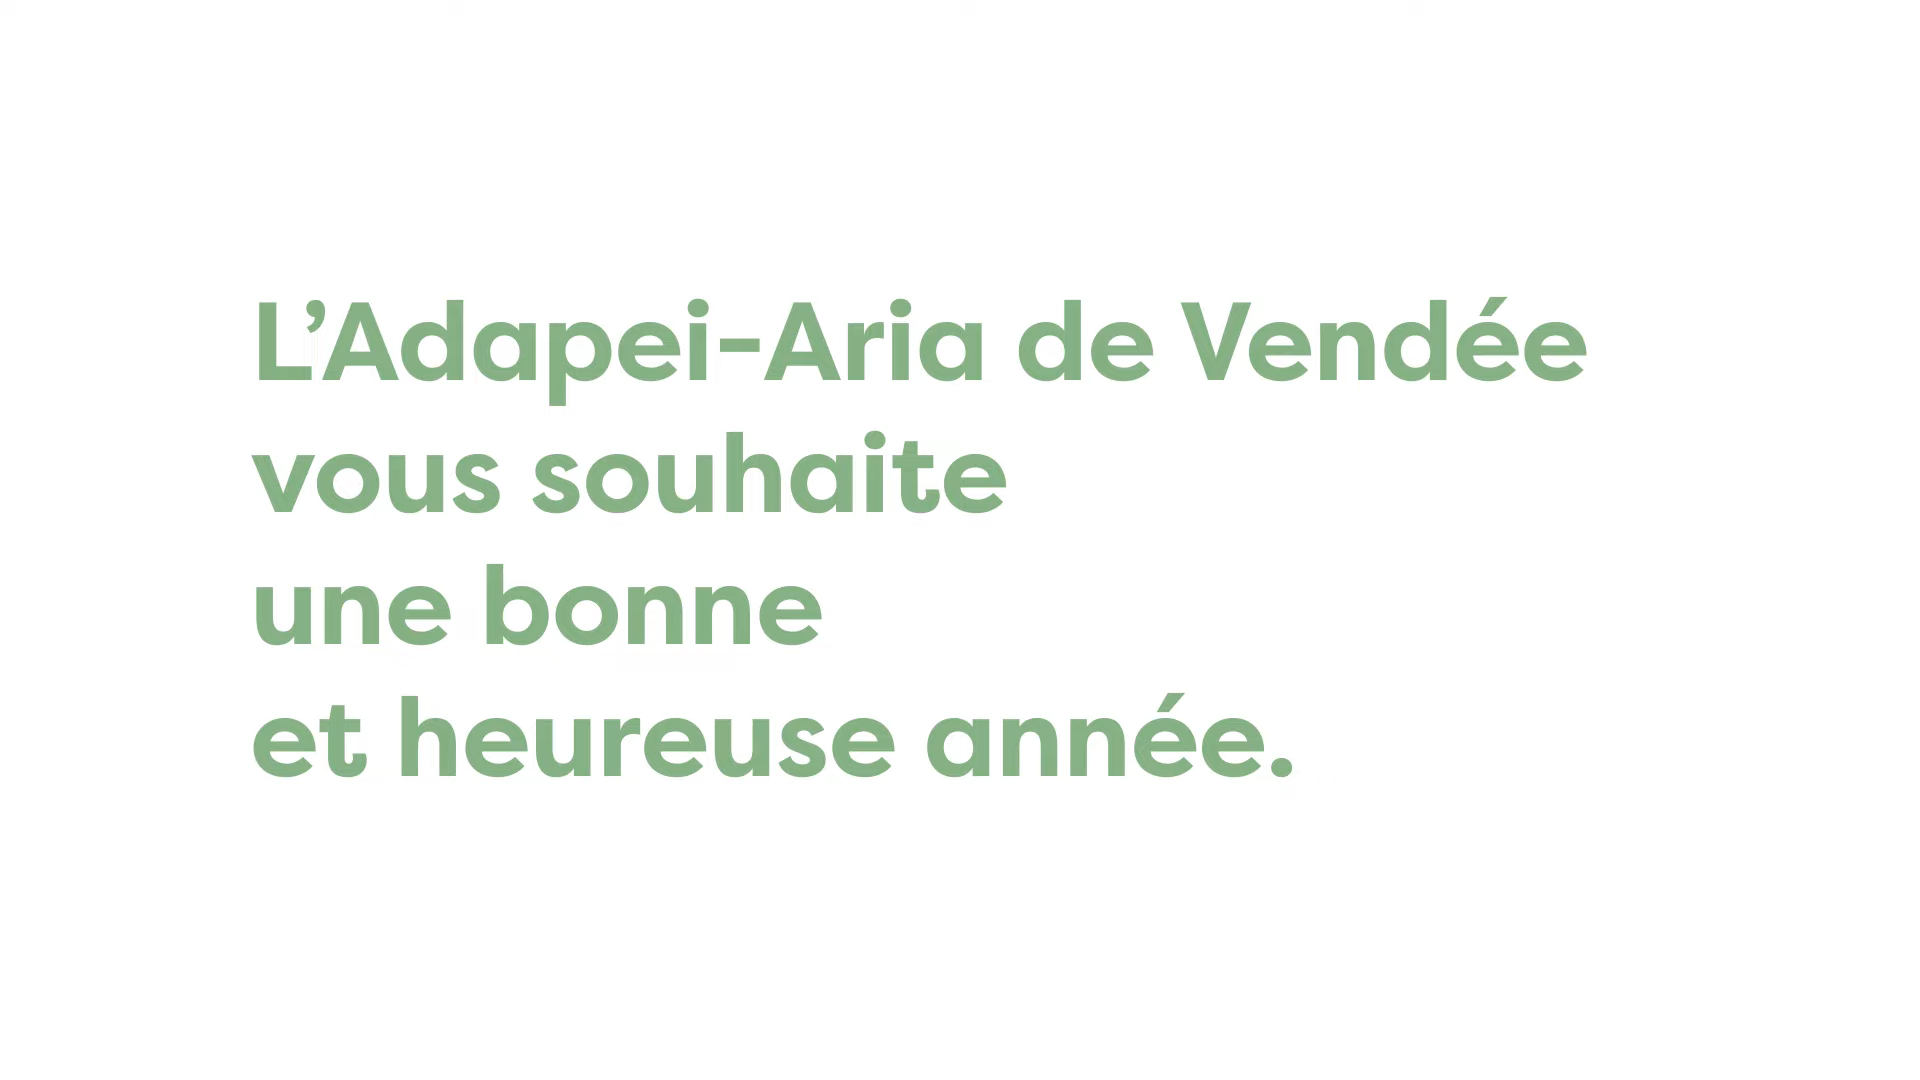 L’Adapei-Aria de Vendée
vous souhaite
une bonne
et heureuse année.